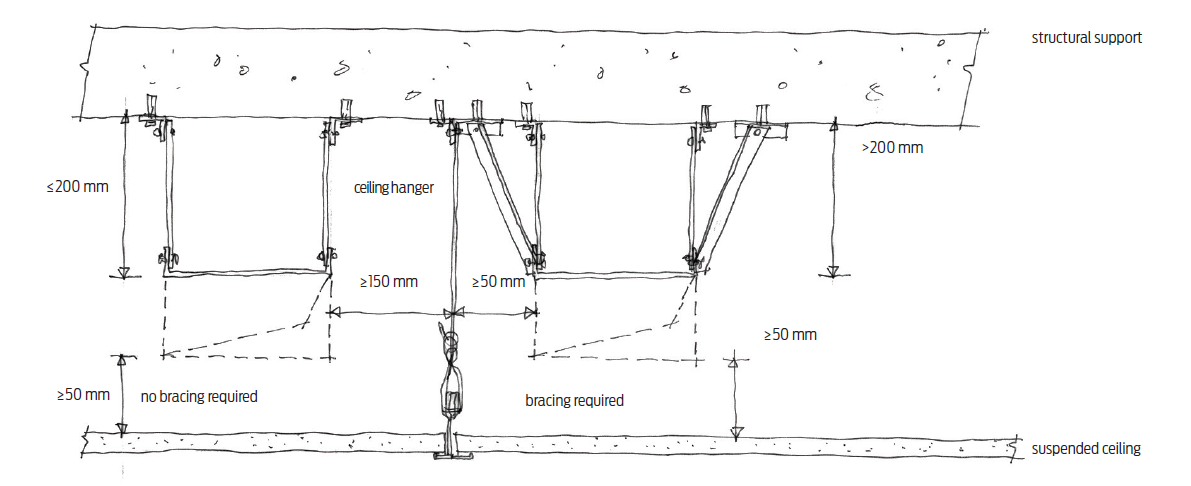 structural support
>200 mm
≤200 mm
ceiling hanger
≥150 mm
≥50 mm
≥50 mm
≥50 mm
no bracing required
bracing required
suspended ceiling